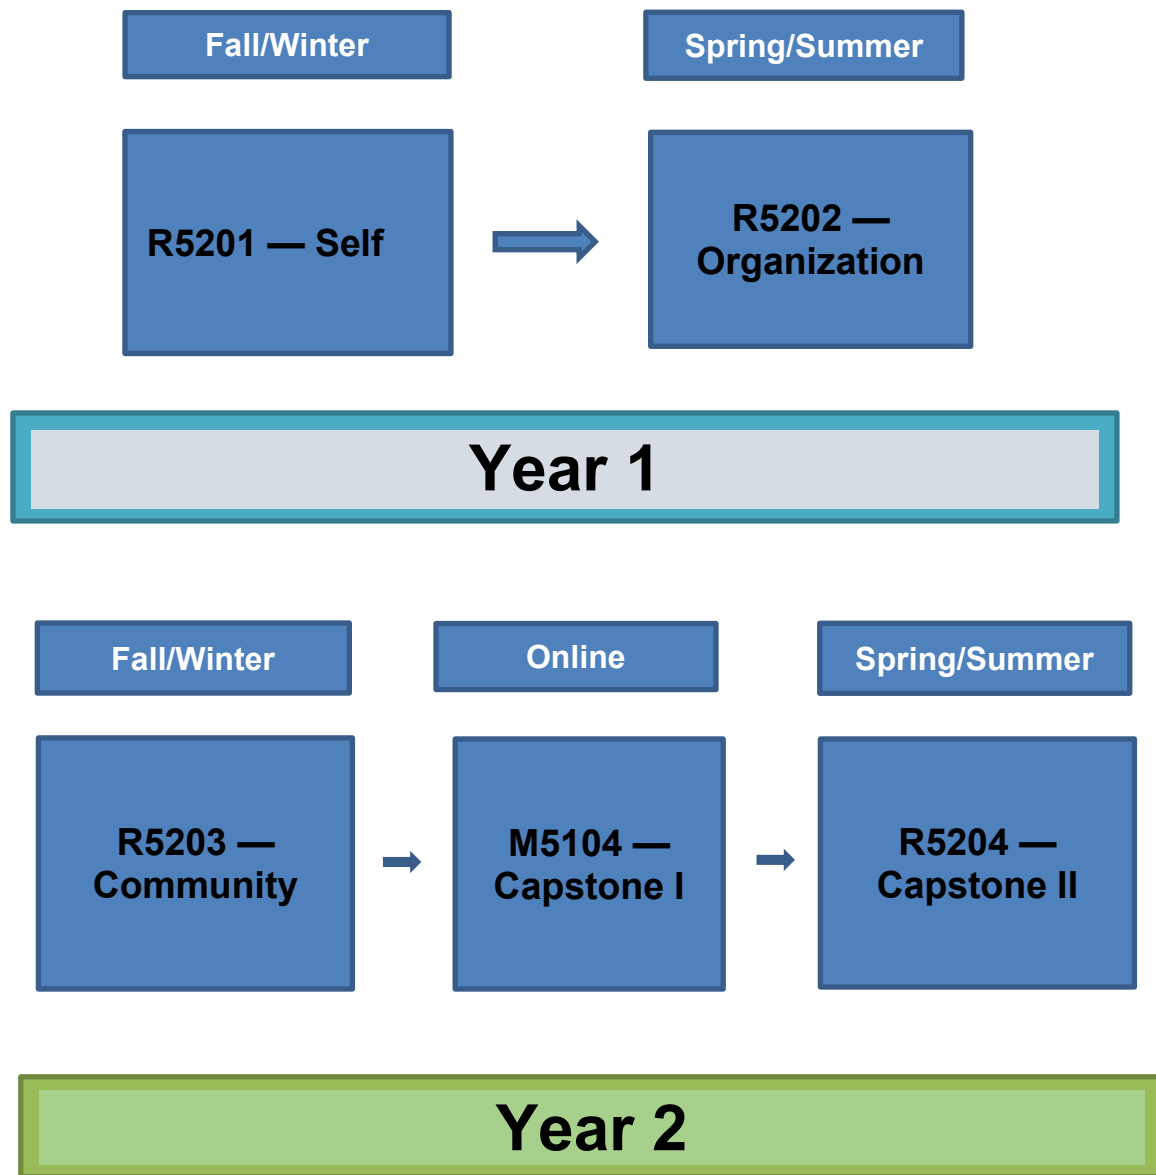 Fall/Winter
Spring/Summer
R5201 — Self
R5202 —
Organization
Year 1
Fall/Winter
Online
Spring/Summer
R5203 —
Community
M5104 —
Capstone I
R5204 —
Capstone II
Year 2